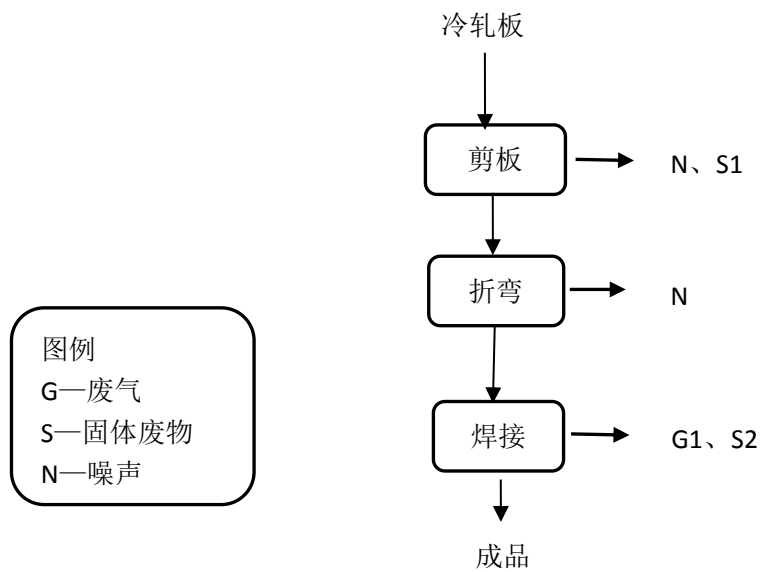 冷轧板
剪板
N、S1
折弯
N
焊接
G1、S2
成品
图例
G—废气
S—固体废物
N—噪声